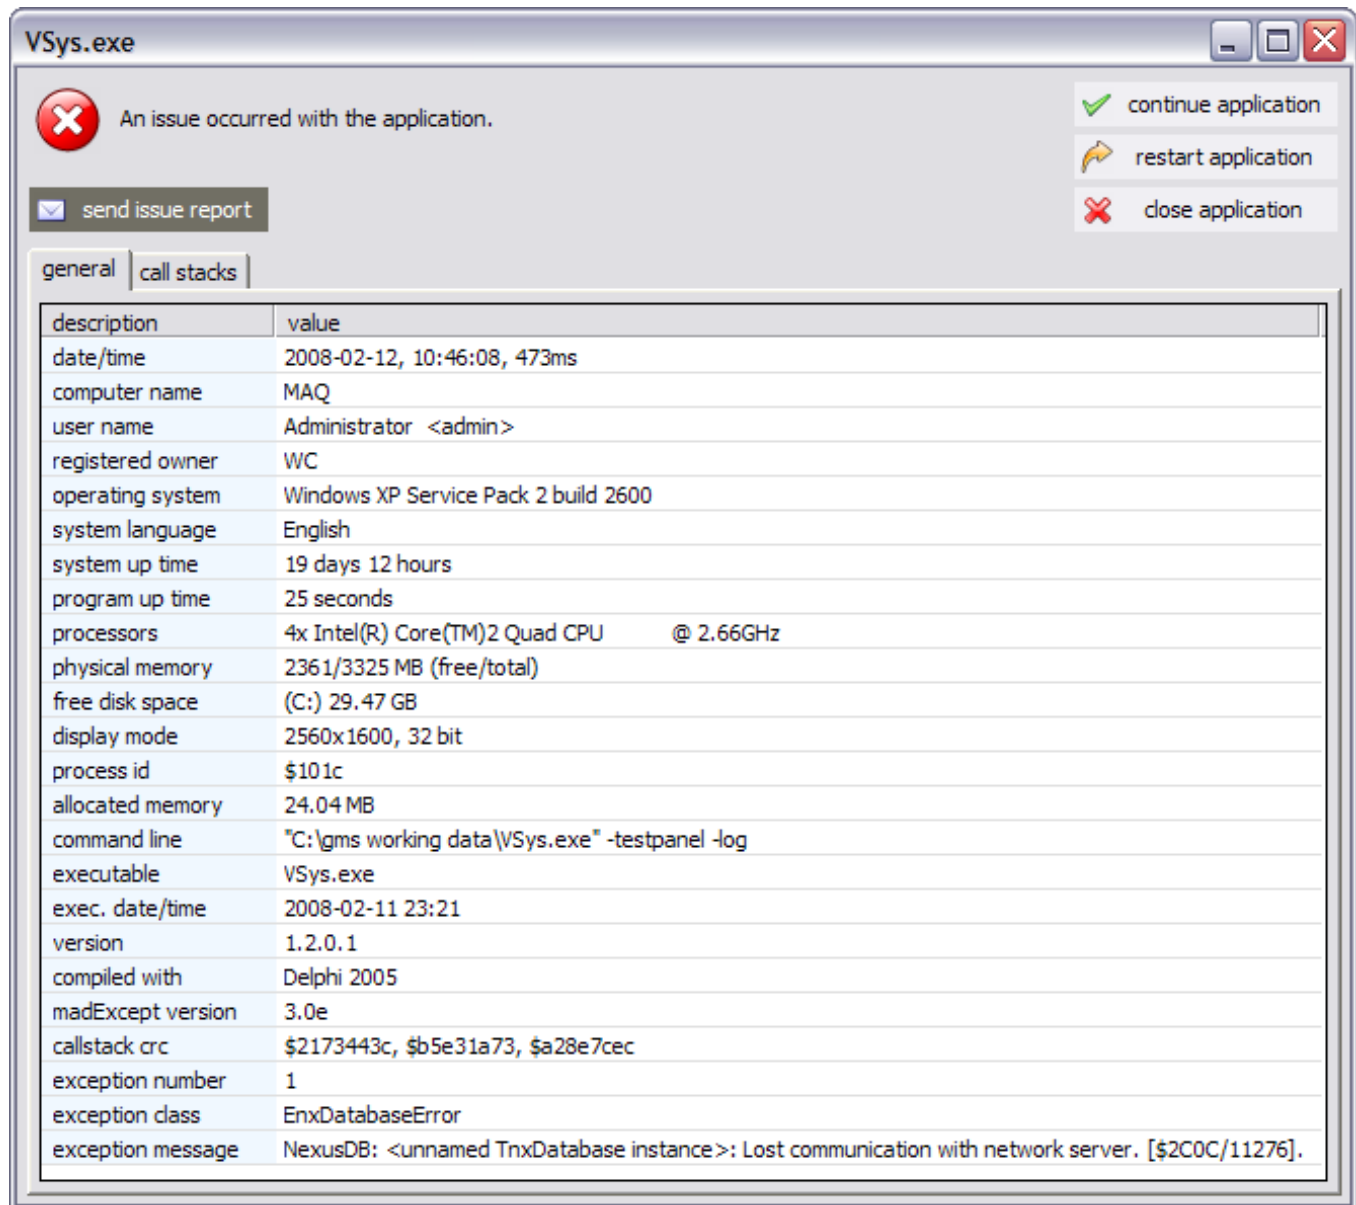 VSys.exe
An issue occurred with the application.
continue application
restart application
send issue report
close application
general call stacks
description value
date/time 2008-02-12, 10:46:08, 473ms
computer name MAQ
user name Administrator <admin>
registered owner WC
operating system Windows XP Service Pack 2 build 2600
system language English
system up time 19 days 12 hours
program up time 25 seconds
processors 4x Intel(R) Core(TM)2 Quad CPU @ 2.66GHz
physical memory 2361/3325 MB (free/total)
free disk space (C:) 29.47 GB
display mode 2560x1600, 32 bit
process id $101c
allocated memory 24.04 MB
command line "C:\gms working data\VSys.exe" -testpanel -log
executable VSys.exe
exec. date/time 2008-02-11 23:21
version 1.2.0.1
compiled with Delphi 2005
madExcept version 3.0e
callstack crc $2173443c, $b5e31a73, $a28e7cec
exception number 1
exception class EnxDatabaseError
exception message NexusDB: <unnamed TnxDatabase instance>: Lost communication with network server. [$2C0C/11276].